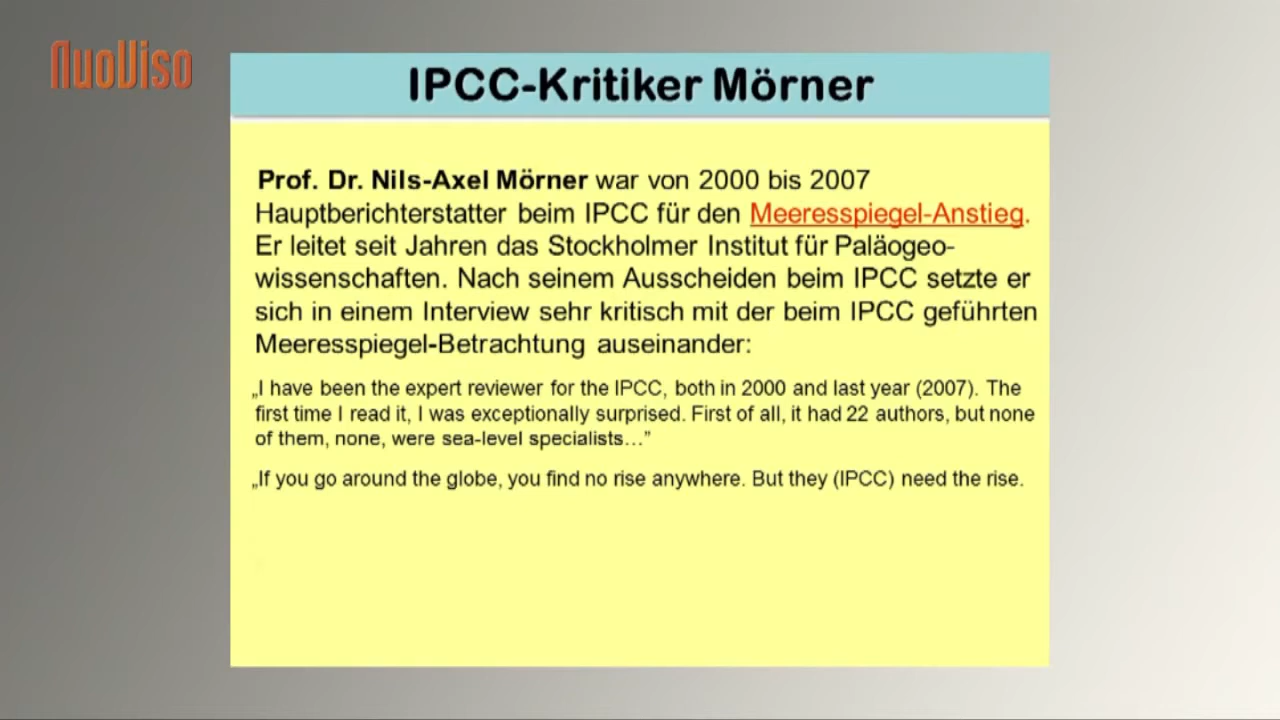 NuoViso
IPCC-Kritiker Mörner
Prof. Dr. Nils-Axel Mörner war von 2000 bis 2007
Hauptberichterstatter beim IPCC für den Meeresspiegel-Anstieg.
Er leitet seit Jahren das Stockholmer Institut für Paläogeo-
wissenschaften. Nach seinem Ausscheiden beim IPCC setzte er
sich in einem Interview sehr kritisch mit der beim IPCC geführten
Meeresspiegel-Betrachtung auseinander:
„I have been the expert reviewer for the IPCC, both in 2000 and last year (2007). The
first time I read it, I was exceptionally surprised. First of all, it had 22 authors, but none
of them, none, were sea-level specialists…”
„If you go around the globe, you find no rise anywhere. But they (IPCC) need the rise.